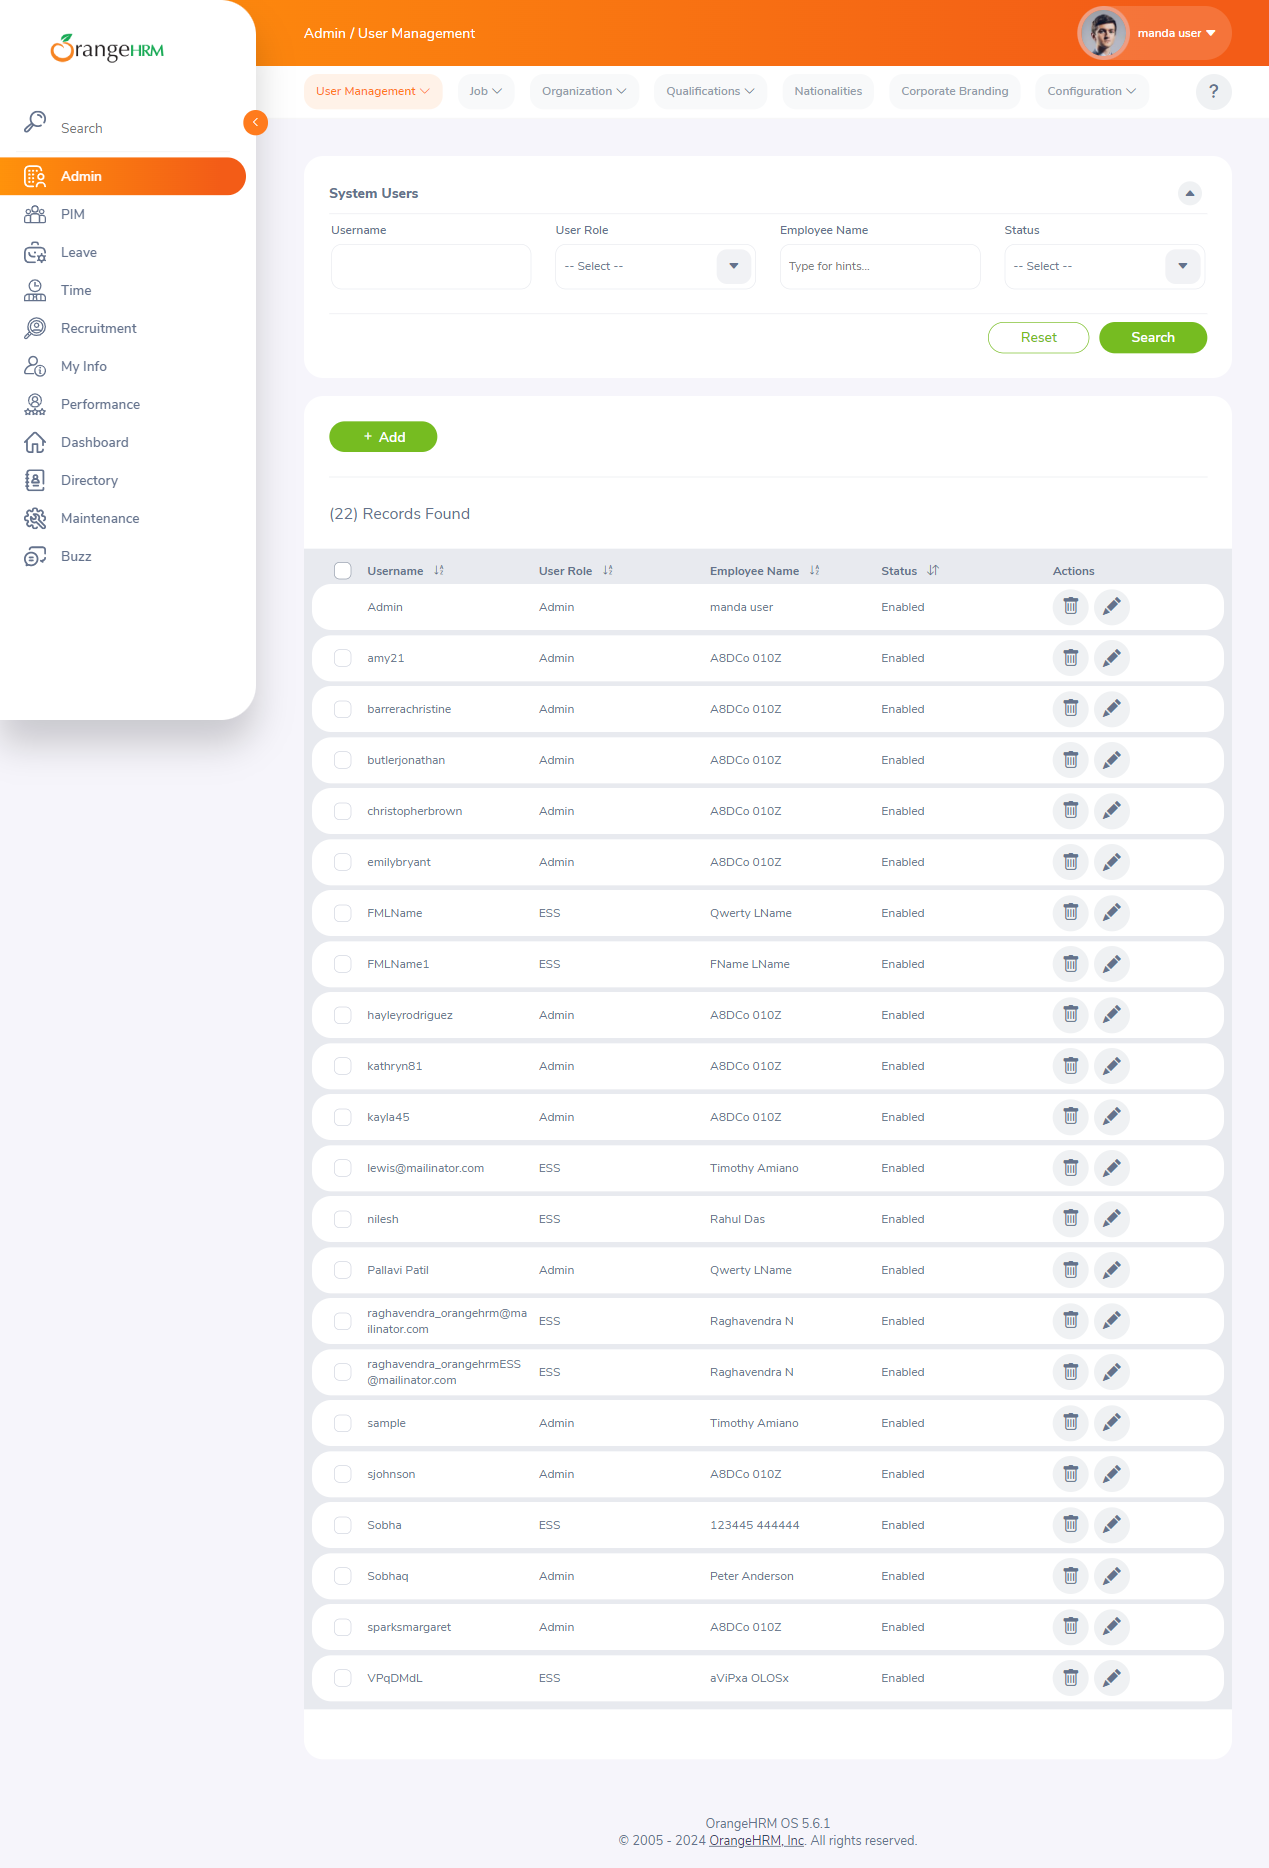 OrangeHRM
Admin / User Management
manda user
User Management
Job
Organization
Qualifications
Nationalities
Corporate Branding
Configuration
?
Search
Admin
PIM
Leave
Time
Recruitment
My Info
Performance
Dashboard
Directory
Maintenance
Buzz
System Users
Username User Role Employee Name Status
-- Select -- Type for hints... -- Select --
Reset Search
+ Add
(22) Records Found
Username User Role Employee Name Status Actions
Admin Admin manda user Enabled
amy21 Admin A8DCo 010Z Enabled
barrerachristine Admin A8DCo 010Z Enabled
butlerjonathan Admin A8DCo 010Z Enabled
christopherbrown Admin A8DCo 010Z Enabled
emilybryant Admin A8DCo 010Z Enabled
FMLName ESS Qwerty LName Enabled
FMLName1 ESS FName LName Enabled
hayleyrodriguez Admin A8DCo 010Z Enabled
kathryn81 Admin A8DCo 010Z Enabled
kayla45 Admin A8DCo 010Z Enabled
lewis@mailinator.com ESS Timothy Amiano Enabled
nilesh ESS Rahul Das Enabled
Pallavi Patil Admin Qwerty LName Enabled
raghavendra_orangehrm@ma
ilinator.com ESS Raghavendra N Enabled
raghavendra_orangehrmESS
@mailinator.com ESS Raghavendra N Enabled
sample Admin Timothy Amiano Enabled
sjohnson Admin A8DCo 010Z Enabled
Sobha ESS 123445 444444 Enabled
Sobhaq Admin Peter Anderson Enabled
sparksmargaret Admin A8DCo 010Z Enabled
VPqDMdL ESS aViPxa OLOSx Enabled
OrangeHRM OS 5.6.1
© 2005 - 2024 OrangeHRM, Inc. All rights reserved.